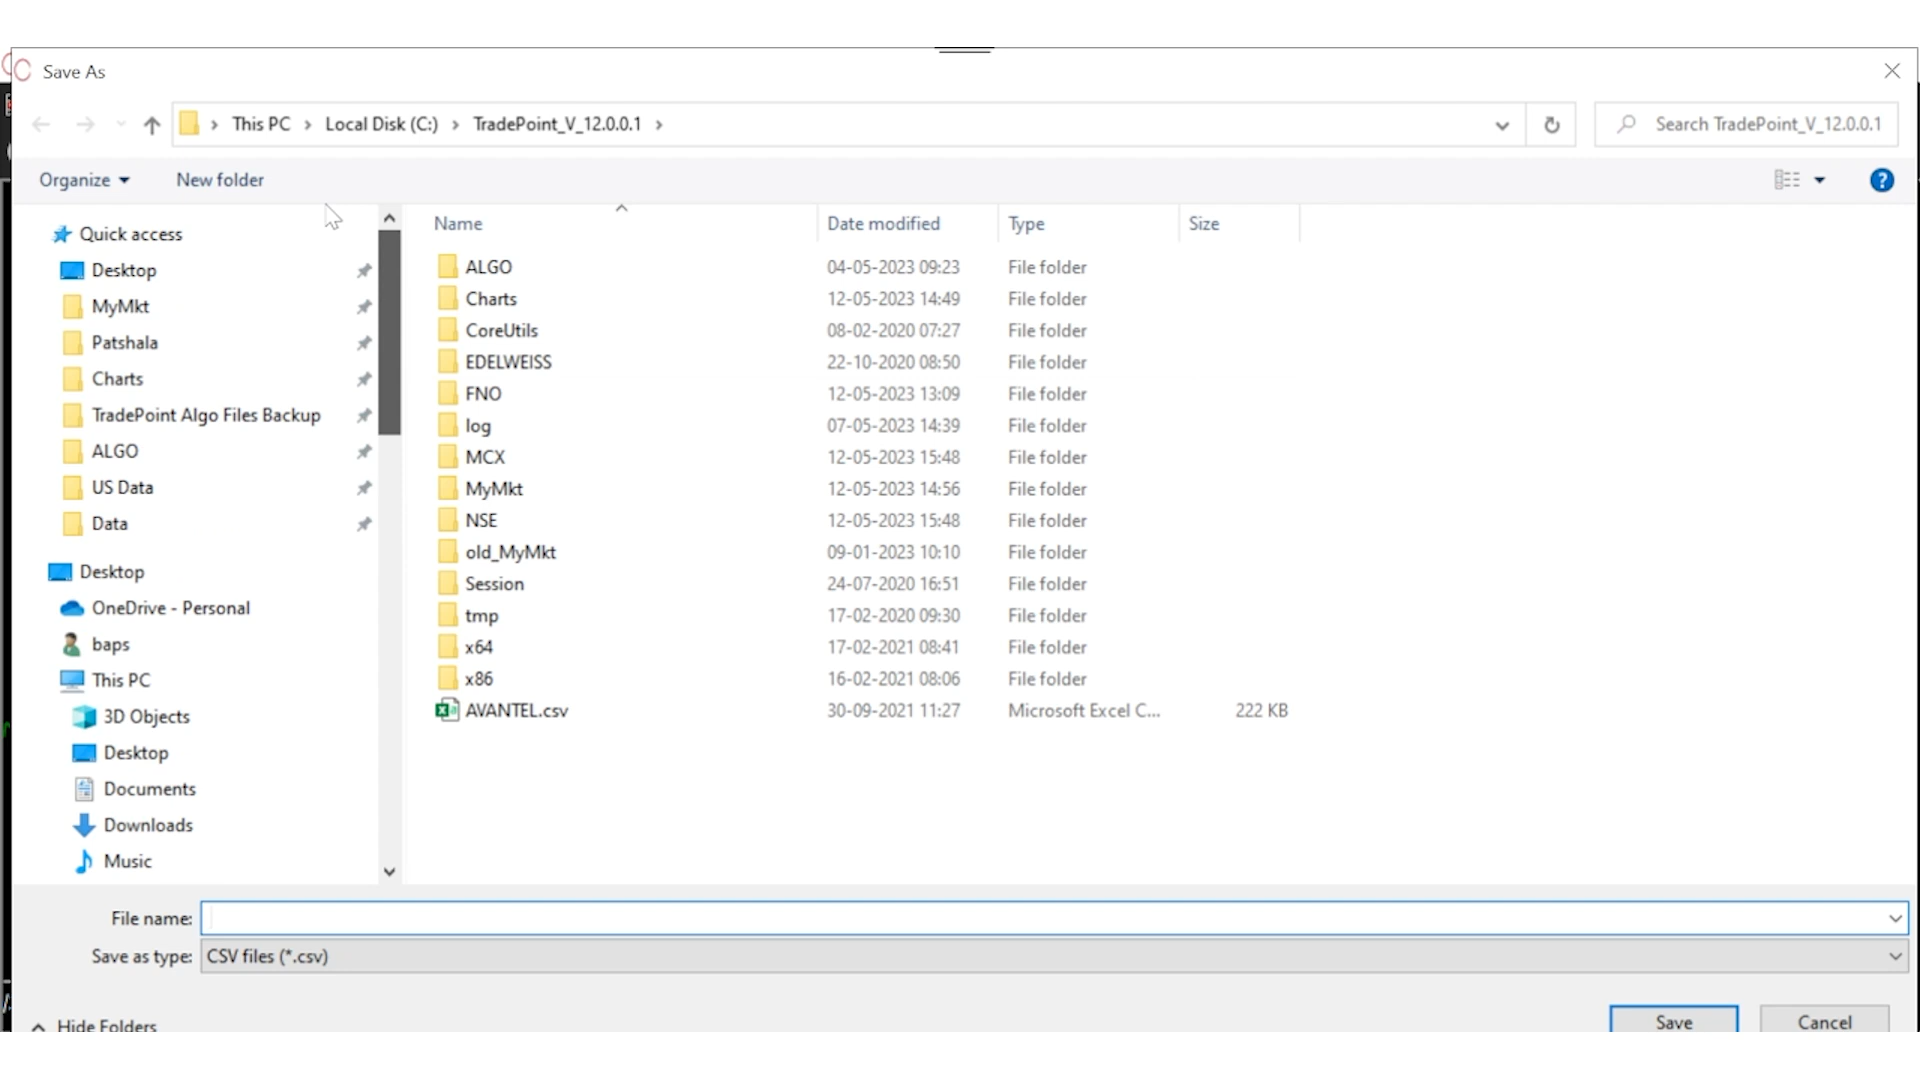 Save As
This PC > Local Disk (C:) > TradePoint_V_12.0.0.1 >
Search TradePoint_V_12.0.0.1
Organize
New folder
Quick access
Desktop
MyMkt
Patshala
Charts
TradePoint Algo Files Backup
ALGO
US Data
Data
Desktop
OneDrive - Personal
baps
This PC
3D Objects
Desktop
Documents
Downloads
Music
Name Date modified Type Size
ALGO 04-05-2023 09:23 File folder
Charts 12-05-2023 14:49 File folder
CoreUtils 08-02-2020 07:27 File folder
EDELWEISS 22-10-2020 08:50 File folder
FNO 12-05-2023 13:09 File folder
log 07-05-2023 14:39 File folder
MCX 12-05-2023 15:48 File folder
MyMkt 12-05-2023 14:56 File folder
NSE 12-05-2023 15:48 File folder
old_MyMkt 09-01-2023 10:10 File folder
Session 24-07-2020 16:51 File folder
tmp 17-02-2020 09:30 File folder
x64 17-02-2021 08:41 File folder
x86 16-02-2021 08:06 File folder
AVANTEL.csv 30-09-2021 11:27 Microsoft Excel C... 222 KB
File name:
Save as type: CSV files (*.csv)
Hide Folders
Save
Cancel